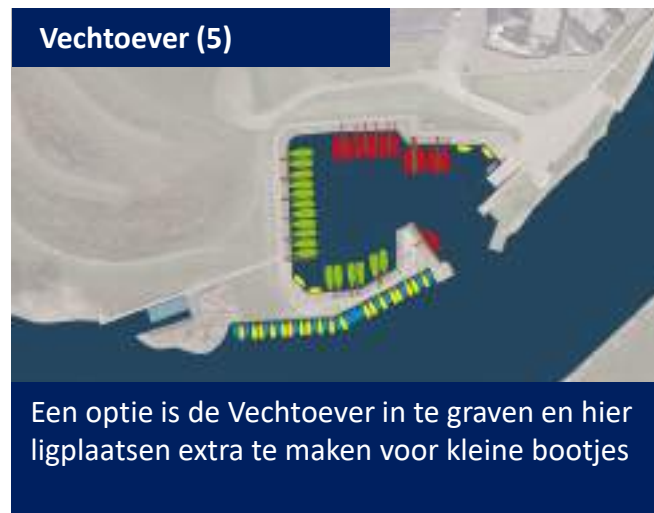 Vechtoever (5)
Een optie is de Vechtoever in te graven en hier
ligplaatsen extra te maken voor kleine bootjes